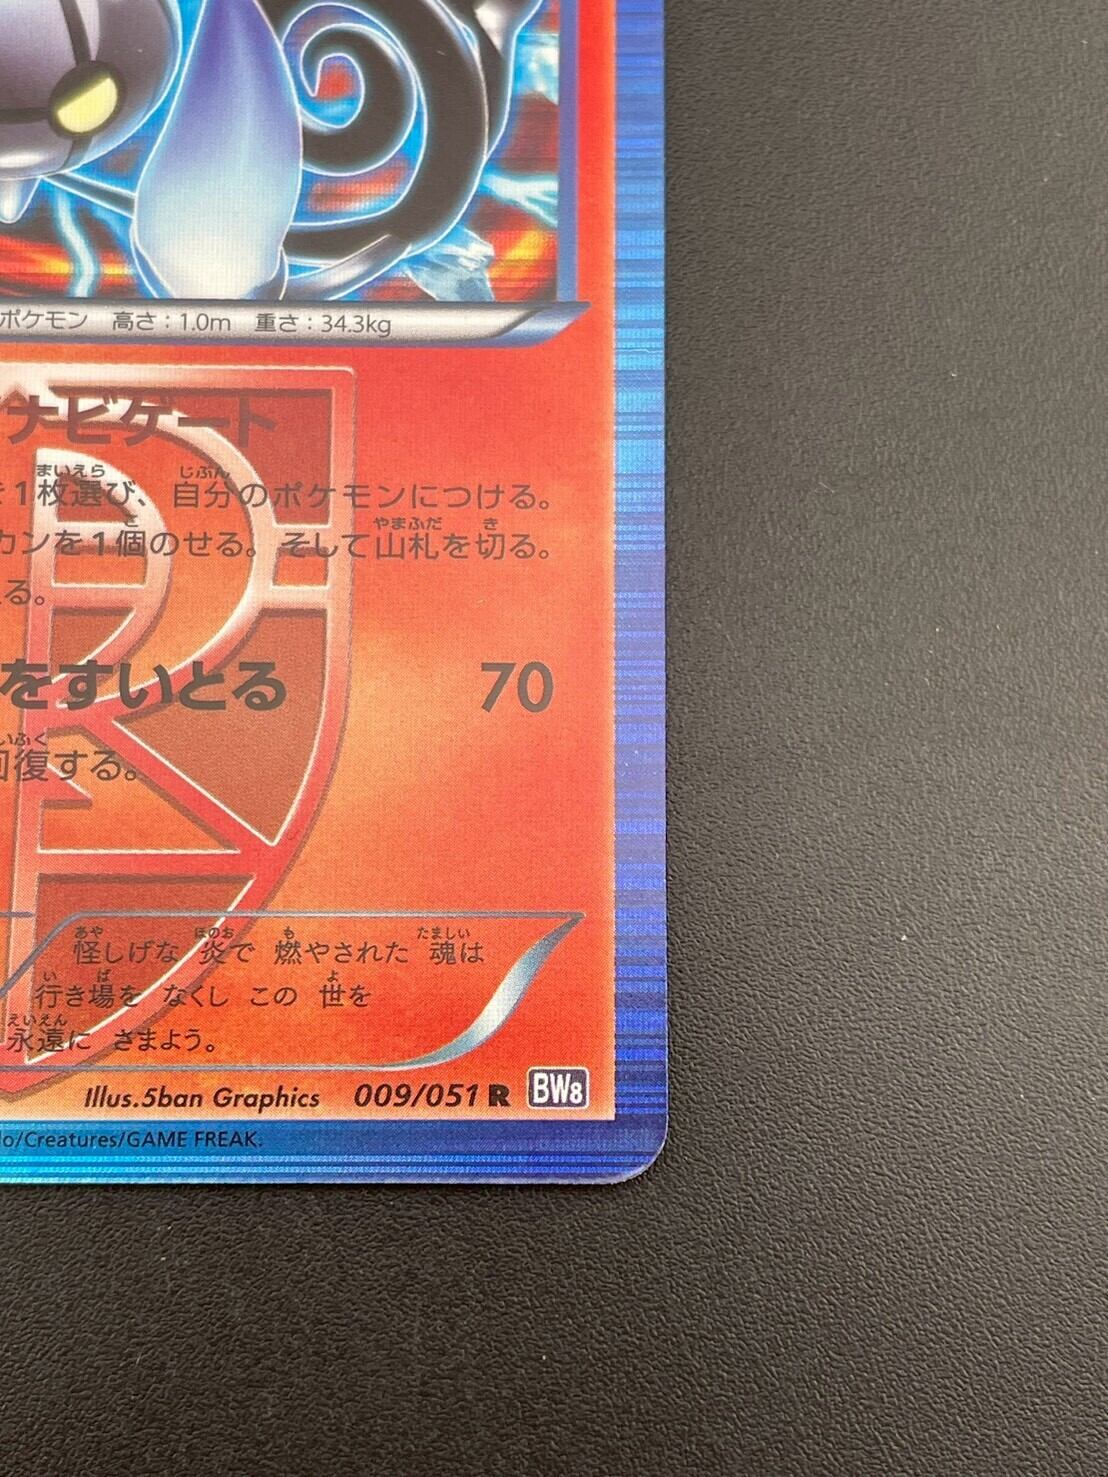 ポケモン 高さ:1.0m 重さ:34.3kg
ナビゲート
を1枚選び、自分のポケモンにつける。
カンを1個のせる。そして山札を切る。
る。
をすいとる 70
回復する。
怪しげな 炎で 燃やされた 魂は
行き場を なくし この 世を
永遠に さまよう。
Illus.5ban Graphics 009/051 R BW8
do/Creatures/GAME FREAK.